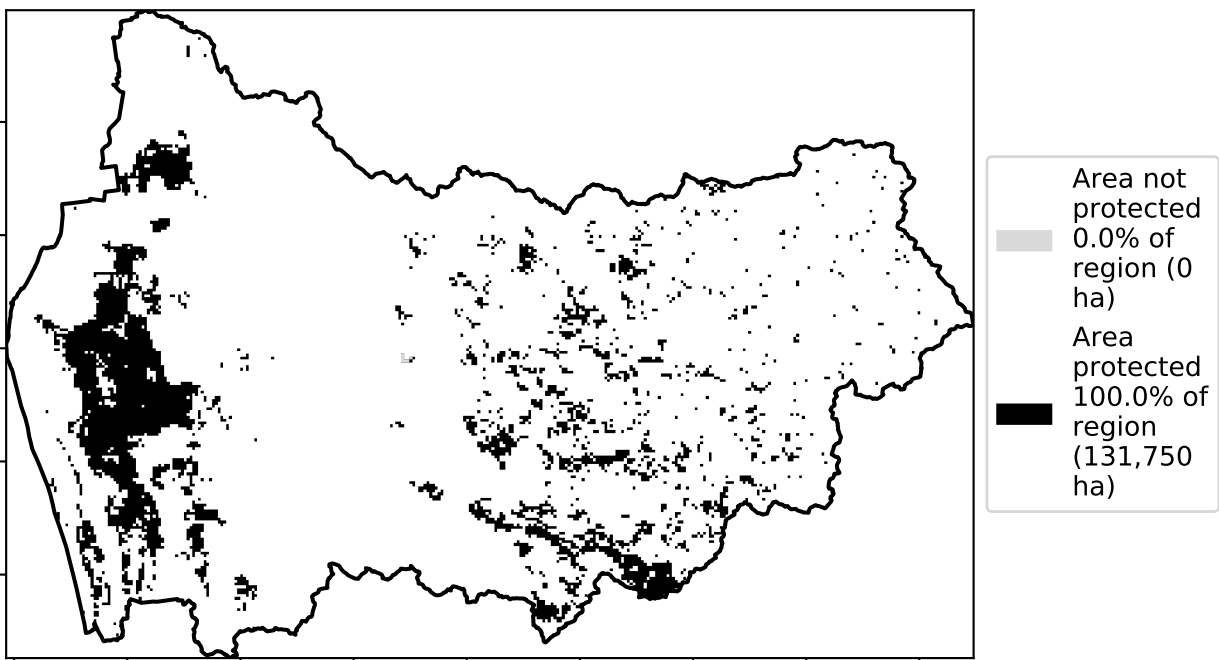 Area not
protected
0.0% of
region (0
ha)
Area
protected
100.0% of
region
(131,750
ha)